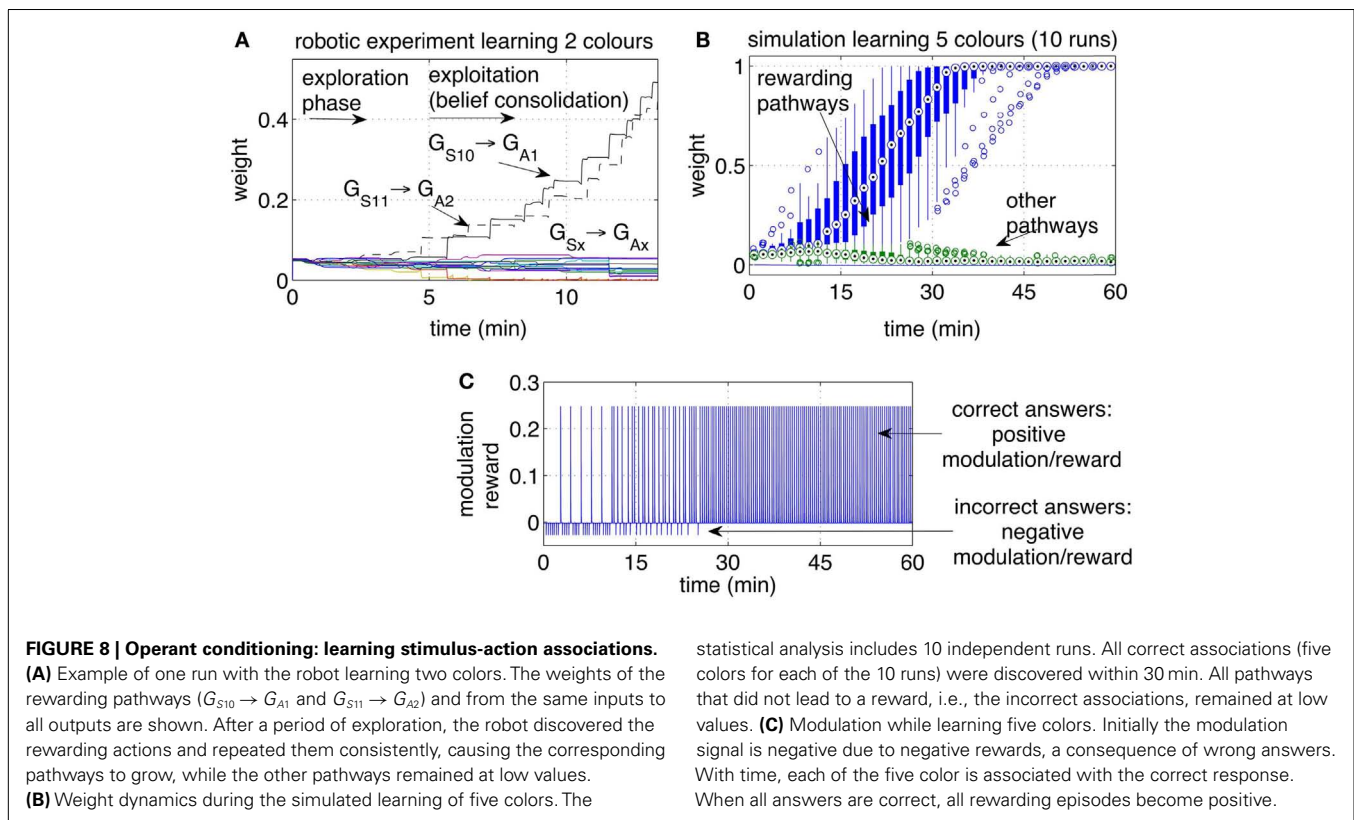 A
robotic experiment learning 2 colours
exploration
phase
exploitation
(belief consolidation)
G_S10 → G_A1
G_S11 → G_A2
G_Sx → G_Ax
weight
0.4
0.2
0
0
5
10
time (min)
B
simulation learning 5 colours (10 runs)
rewarding
pathways
other
pathways
weight
1
0.5
0
15
30
45
60
time (min)
C
modulation
reward
0.3
0.2
0.1
0
0
15
30
45
60
time (min)
correct answers:
positive
modulation/reward
incorrect answers:
negative
modulation/reward
FIGURE 8 | Operant conditioning: learning stimulus-action associations.
(A) Example of one run with the robot learning two colors. The weights of the
rewarding pathways (G_S10 → G_A1 and G_S11 → G_A2) and from the same inputs to
all outputs are shown. After a period of exploration, the robot discovered the
rewarding actions and repeated them consistently, causing the corresponding
pathways to grow, while the other pathways remained at low values.
(B) Weight dynamics during the simulated learning of five colors. The
statistical analysis includes 10 independent runs. All correct associations (five
colors for each of the 10 runs) were discovered within 30 min. All pathways
that did not lead to a reward, i.e., the incorrect associations, remained at low
values. (C) Modulation while learning five colors. Initially the modulation
signal is negative due to negative rewards, a consequence of wrong answers.
With time, each of the five color is associated with the correct response.
When all answers are correct, all rewarding episodes become positive.